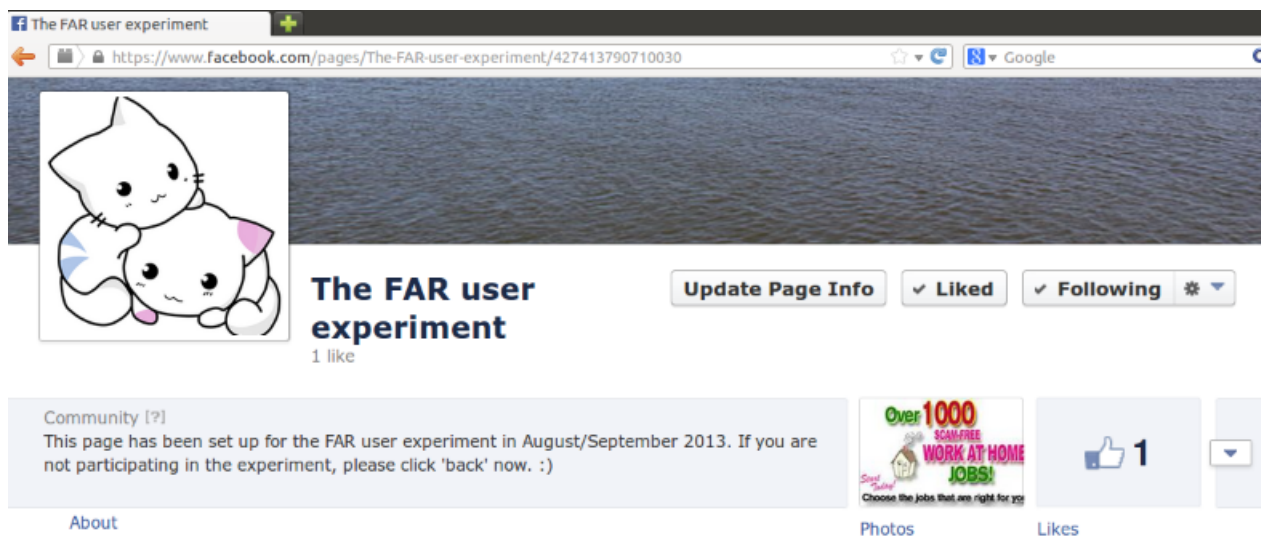 The FAR user experiment
https://www.facebook.com/pages/The-FAR-user-experiment/427413790710030
Google
The FAR user
experiment
1 like
Update Page Info
Liked
Following
Community [?]
This page has been set up for the FAR user experiment in August/September 2013. If you are
not participating in the experiment, please click 'back' now. :)
About
Over 1000
SCAM-FREE
WORK AT HOME
JOBS!
Start
Today!
Choose the jobs that are right for yo
Photos
1
Likes